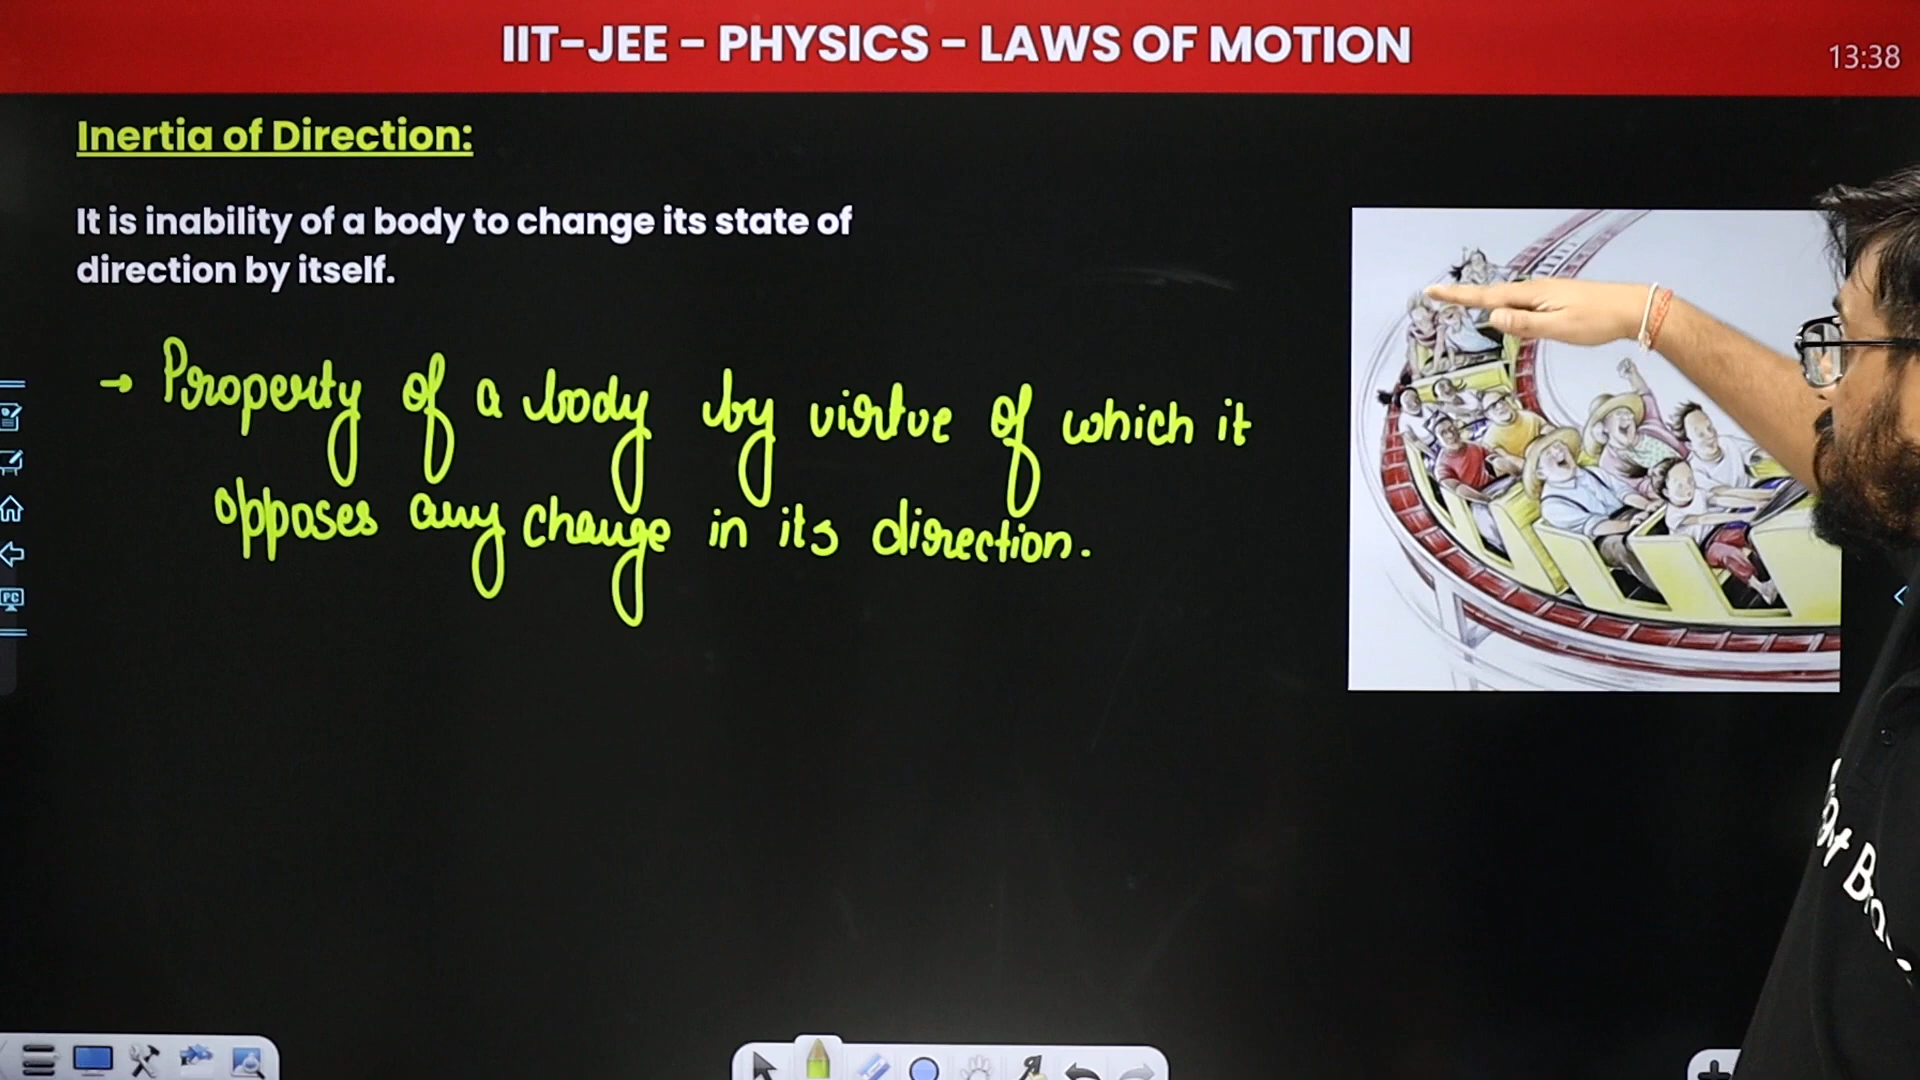 IIT-JEE - PHYSICS - LAWS OF MOTION
13:38
Inertia of Direction:
It is inability of a body to change its state of
direction by itself.
→ Property of a body by virtue of which it
opposes any change in its direction.
PC